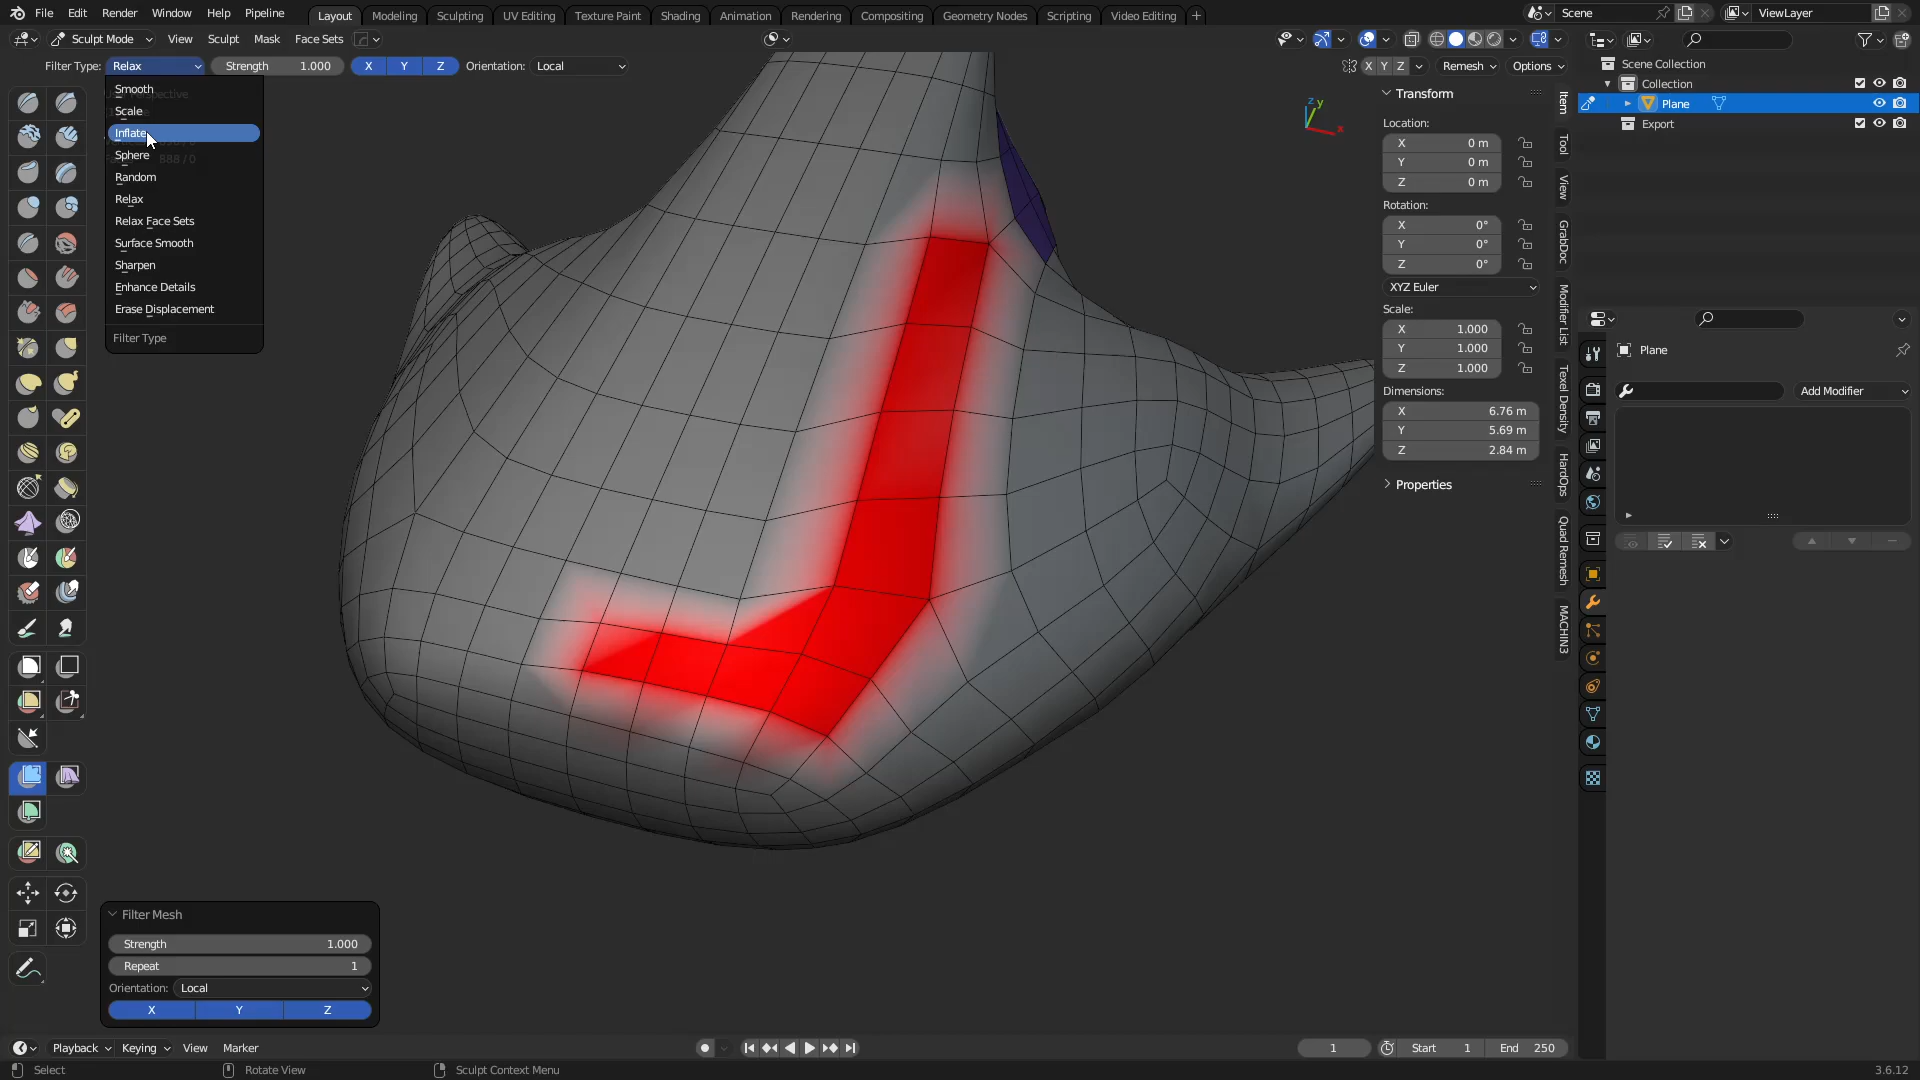 File Edit Render Window Help Pipeline Layout Modeling Sculpting UV Editing Texture Paint Shading Animation Rendering Compositing Geometry Nodes Scripting Video Editing + Scene ViewLayer
Sculpt Mode View Sculpt Mask Face Sets
Filter Type: Relax Strength 1.000 X Y Z Orientation: Local X Y Z Remesh Options
Smooth
Scale
Inflate
Sphere
888/0
Random
Relax
Relax Face Sets
Surface Smooth
Sharpen
Enhance Details
Erase Displacement
Filter Type
z y x
Transform
Location:
X 0 m
Y 0 m
Z 0 m
Rotation:
X 0°
Y 0°
Z 0°
XYZ Euler
Scale:
X 1.000
Y 1.000
Z 1.000
Dimensions:
X 6.76 m
Y 5.69 m
Z 2.84 m
Properties
Item
Tool
View
GrabDoc
Modifier List
Texel Density
HardOps
Quad Remesh
MACHIN3
Scene Collection
Collection
Plane
Export
Plane
Add Modifier
Filter Mesh
Strength 1.000
Repeat 1
Orientation: Local
X Y Z
Playback Keying View Marker 1 Start 1 End 250
Select Rotate View Sculpt Context Menu 3.6.12